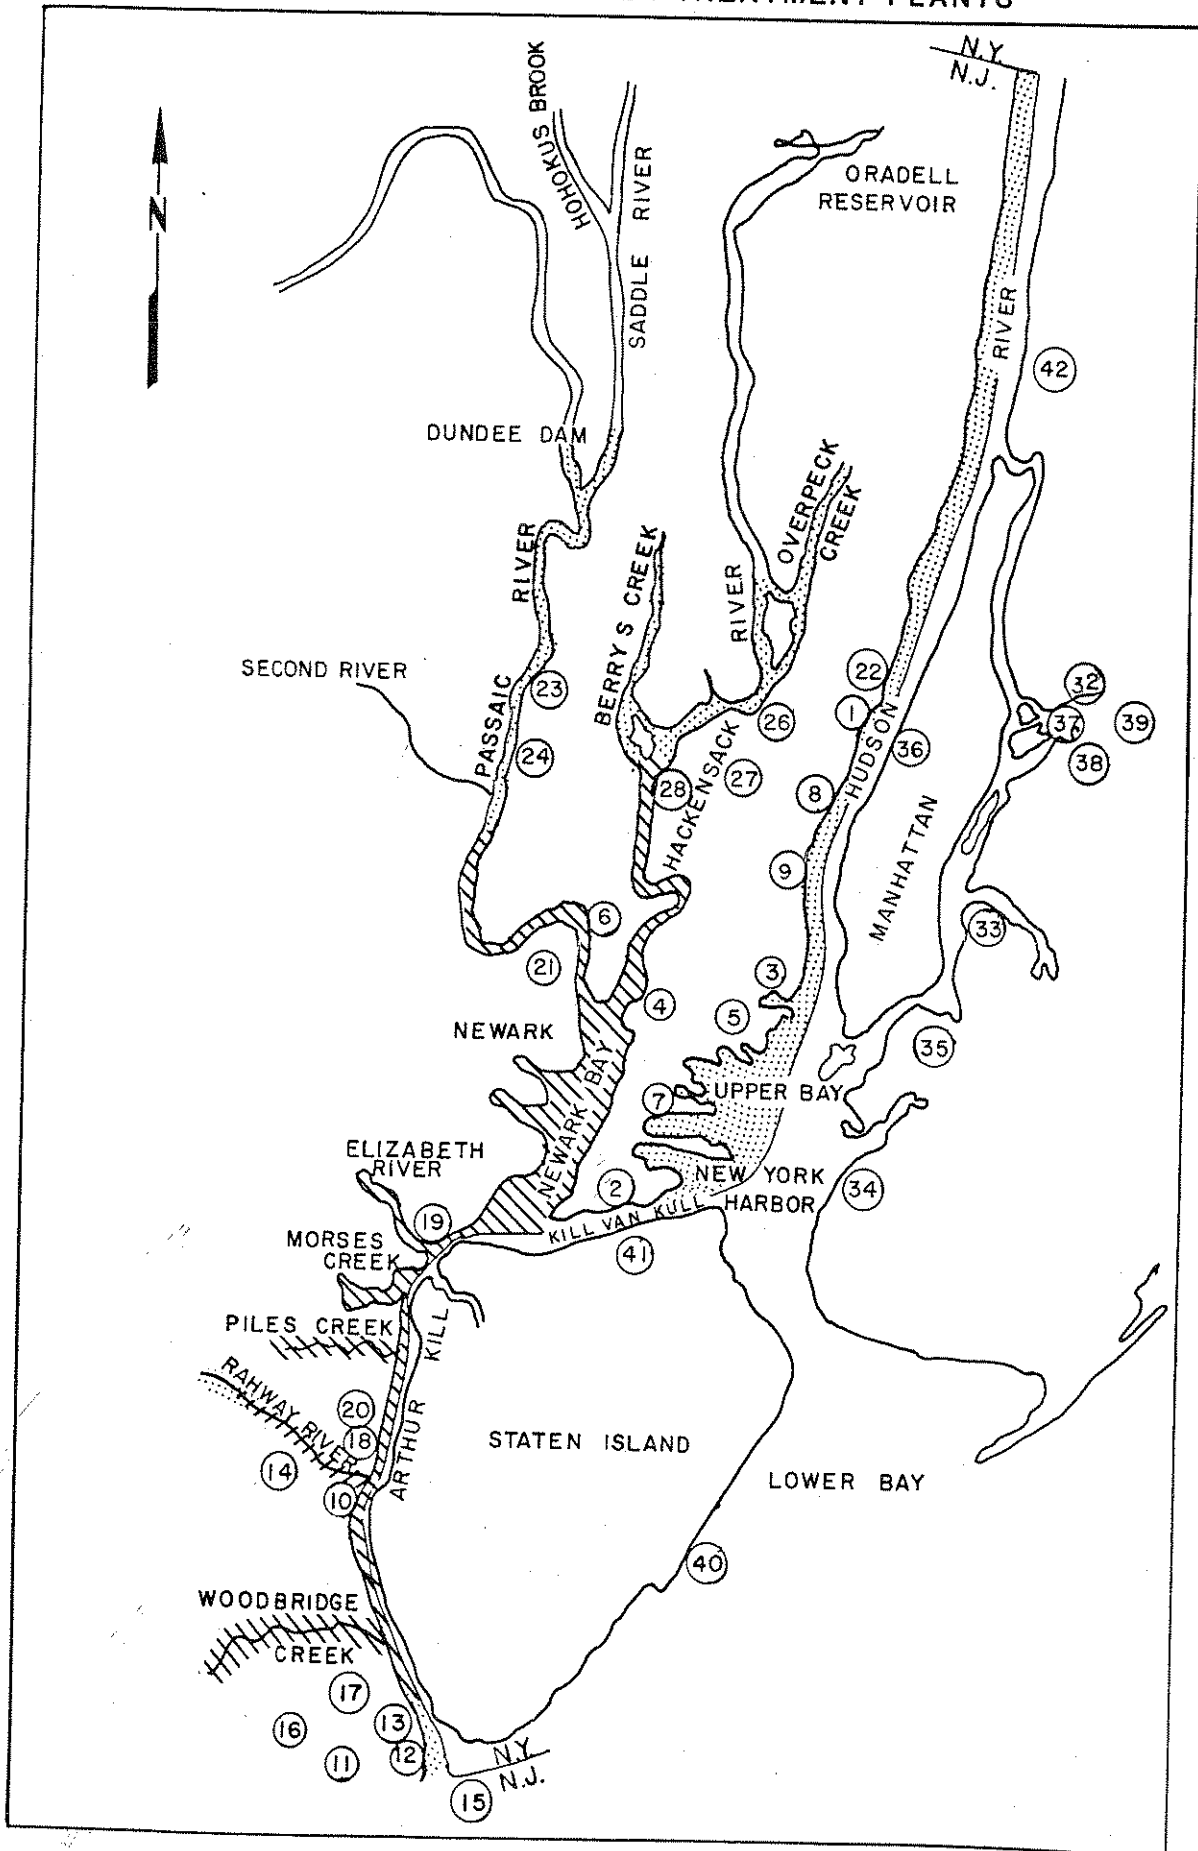 TREATMENT PLANTS
N.Y.
N.J.
HOHOKUS BROOK
SADDLE RIVER
ORADELL
RESERVOIR
N
RIVER
42
DUNDEE DAM
OVERPECK
CREEK
RIVER
BERRY'S CREEK
RIVER
SECOND RIVER
PASSAIC
23
24
22
1
HUDSON
36
26
27
28
HACKENSACK
8
9
32
37
39
38
MANHATTAN
33
6
21
4
3
5
35
NEWARK
NEWARK BAY
7
UPPER BAY
ELIZABETH
RIVER
2
NEW YORK
HARBOR
34
KILL VAN KULL
19
41
MORSES
CREEK
PILES CREEK
KILL
ARTHUR
RAHWAY RIVER
20
18
14
10
STATEN ISLAND
LOWER BAY
40
WOODBRIDGE
CREEK
17
16
13
11
12
N.Y.
N.J.
15